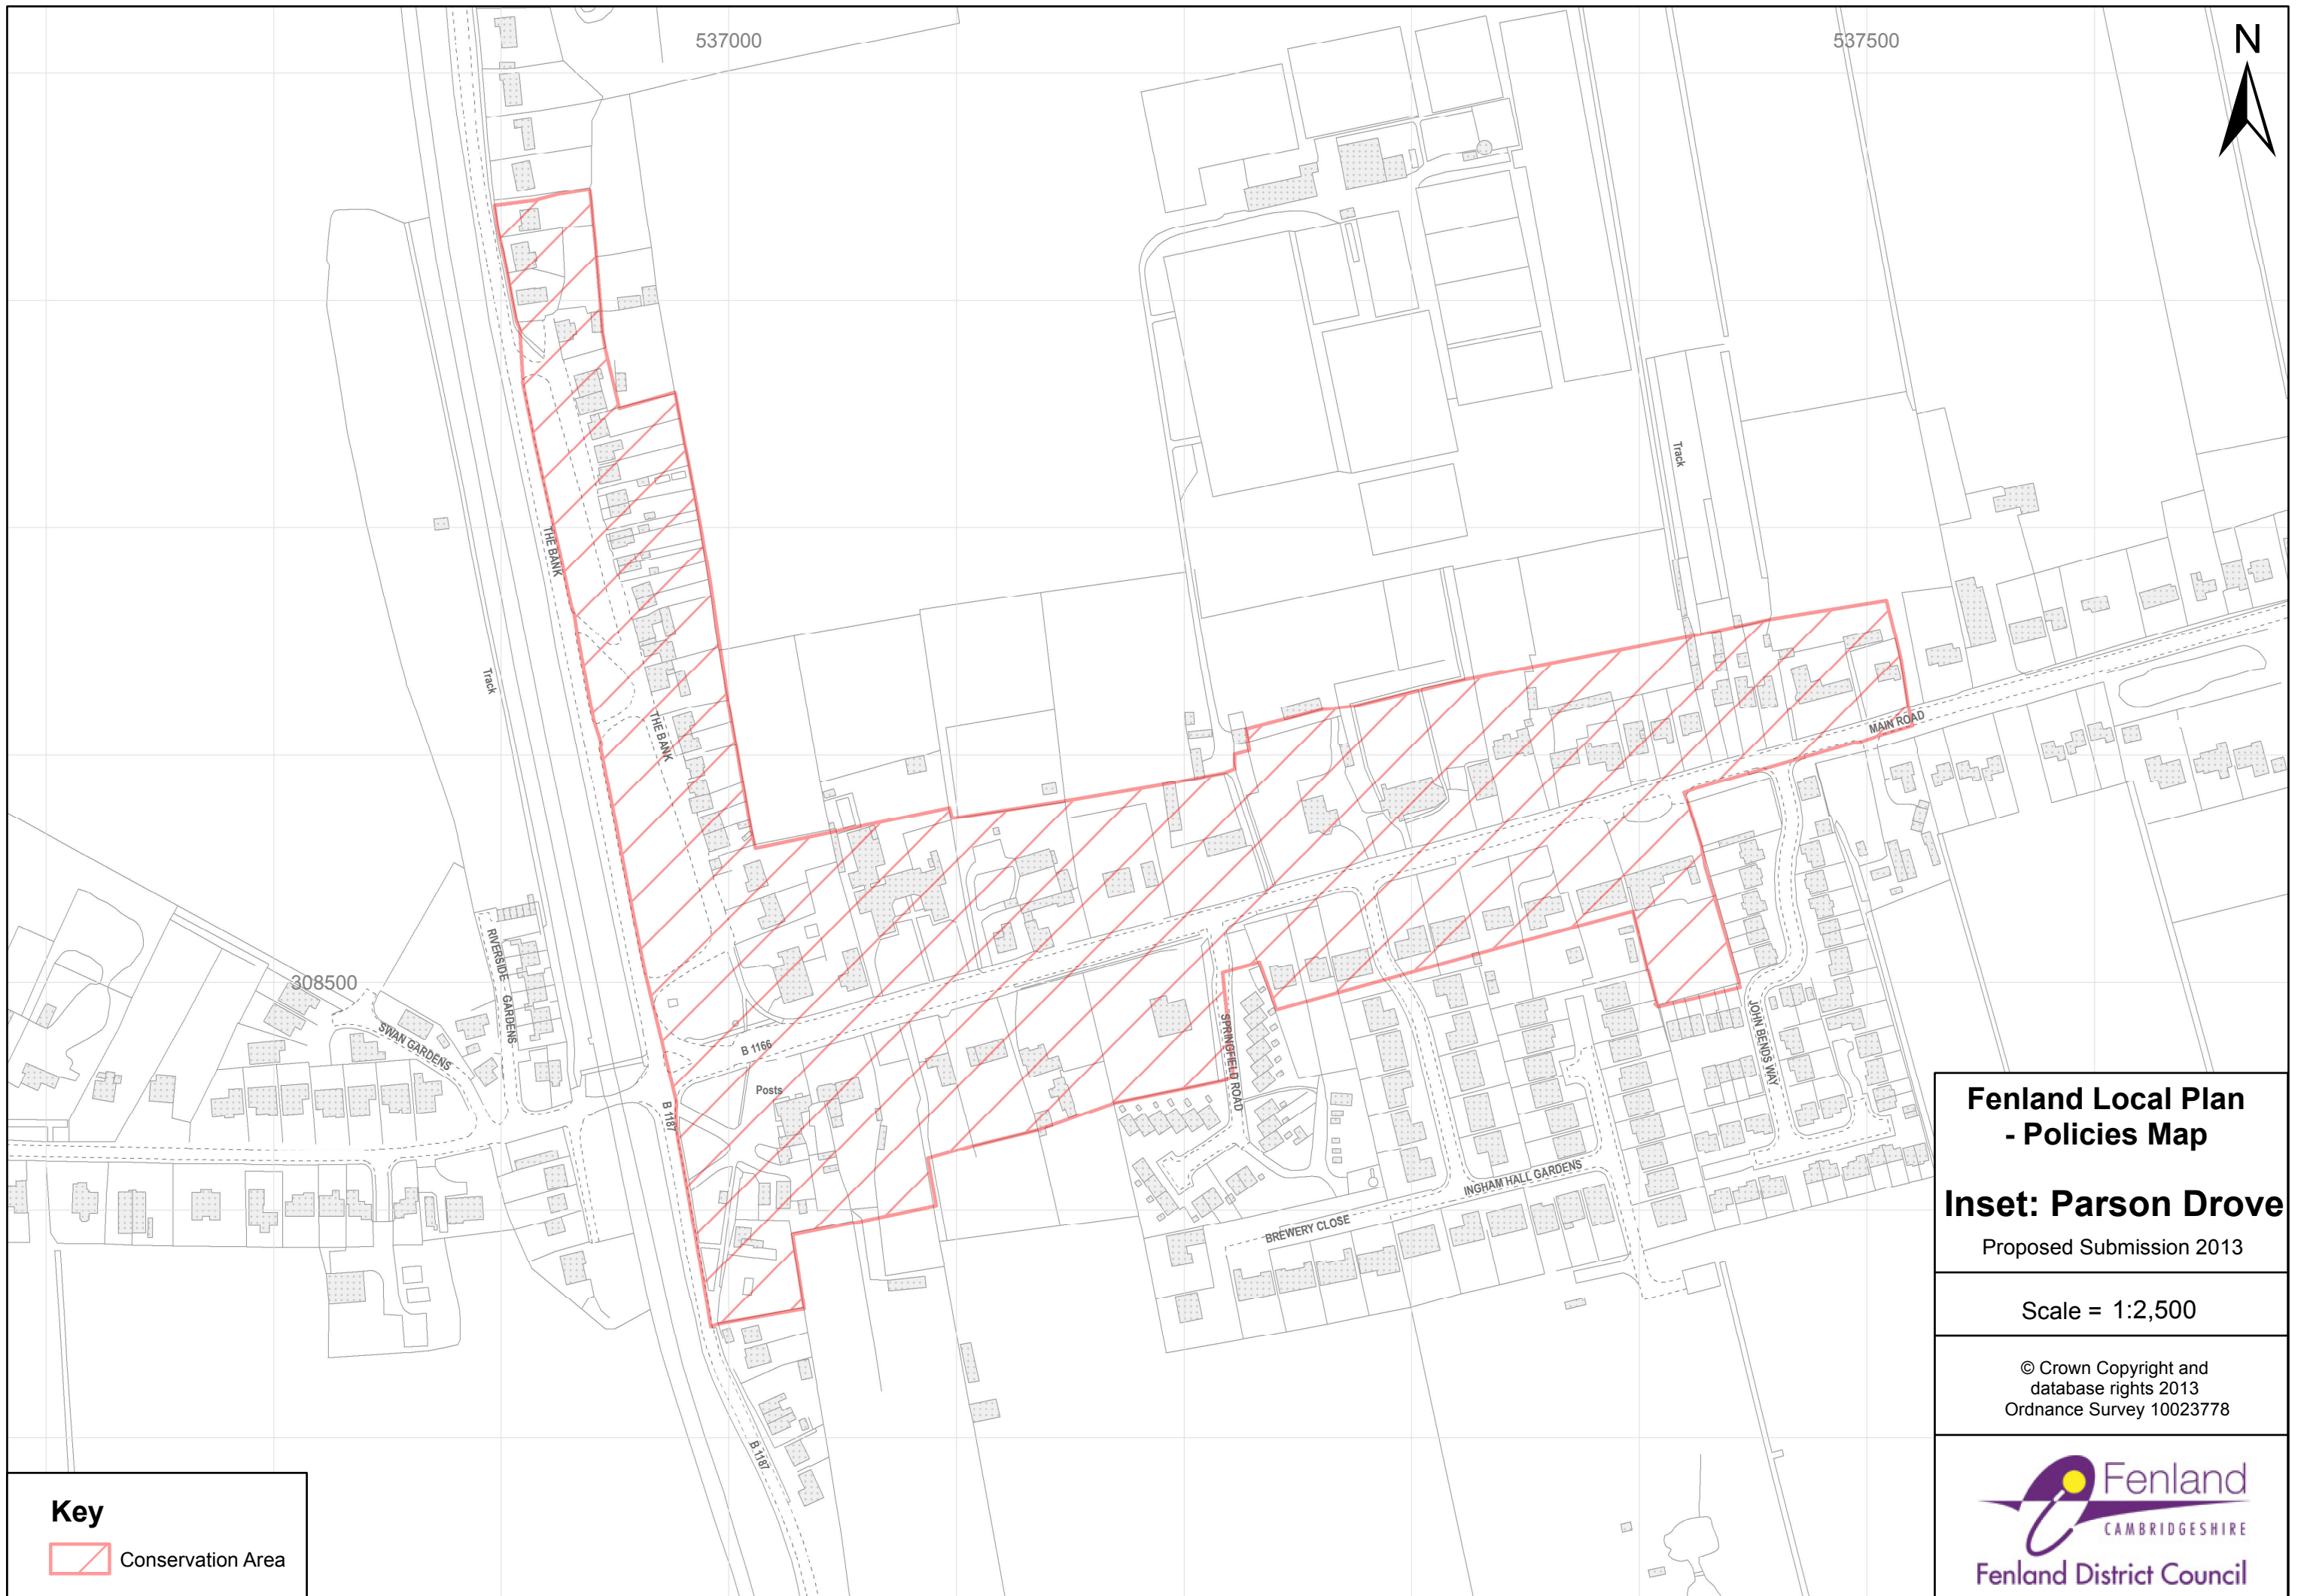 537000
537500
N
Track
THE BANK
Track
THE BANK
MAIN ROAD
308500
RIVERSIDE GARDENS
SWAN GARDENS
B 1166
Posts
B 1187
SPRINGFIELD ROAD
JOHN BENDS WAY
INGHAM HALL GARDENS
BREWERY CLOSE
B 1187
Fenland Local Plan
- Policies Map
Inset: Parson Drove
Proposed Submission 2013
Scale = 1:2,500
© Crown Copyright and
database rights 2013
Ordnance Survey 10023778
Fenland
CAMBRIDGESHIRE
Fenland District Council
Key
Conservation Area